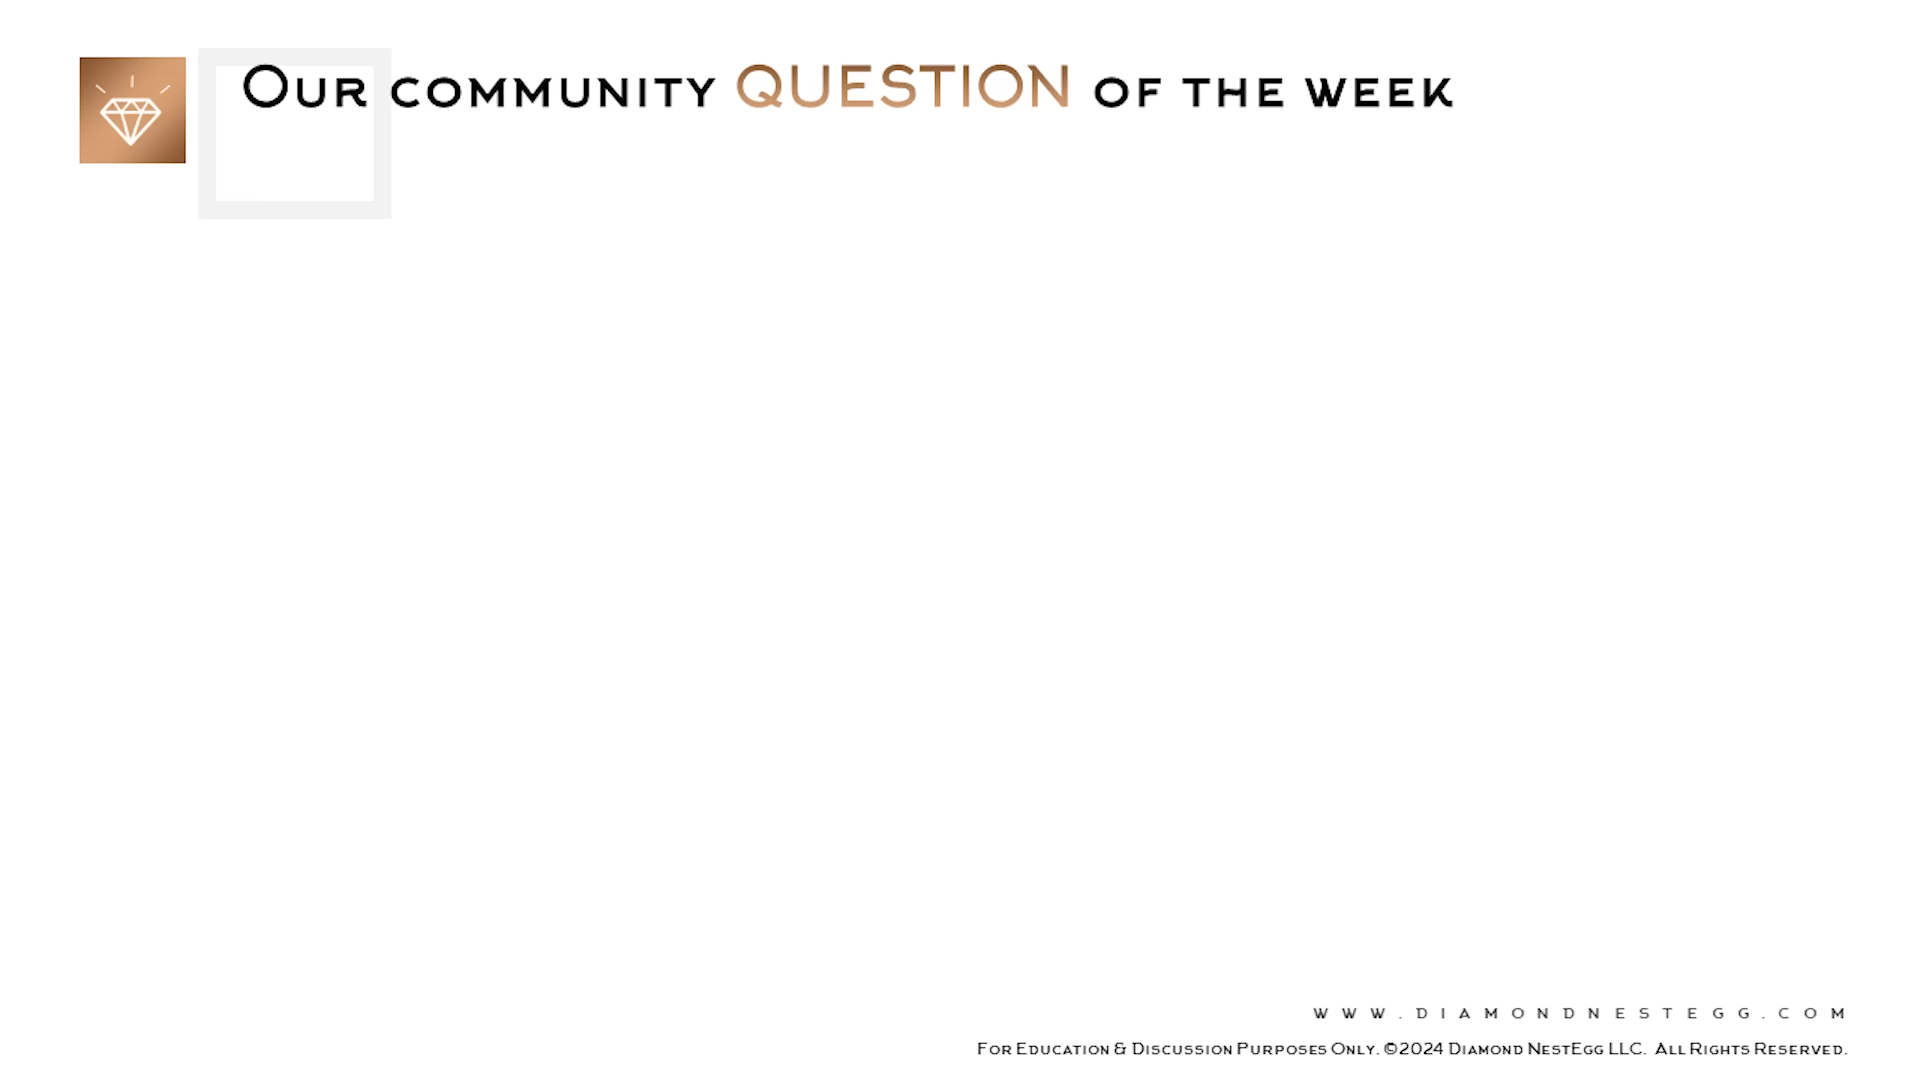 Our community QUESTION of the week
www.diamondnestegg.com
For Education & Discussion Purposes Only. ©2024 Diamond NestEgg LLC. All Rights Reserved.